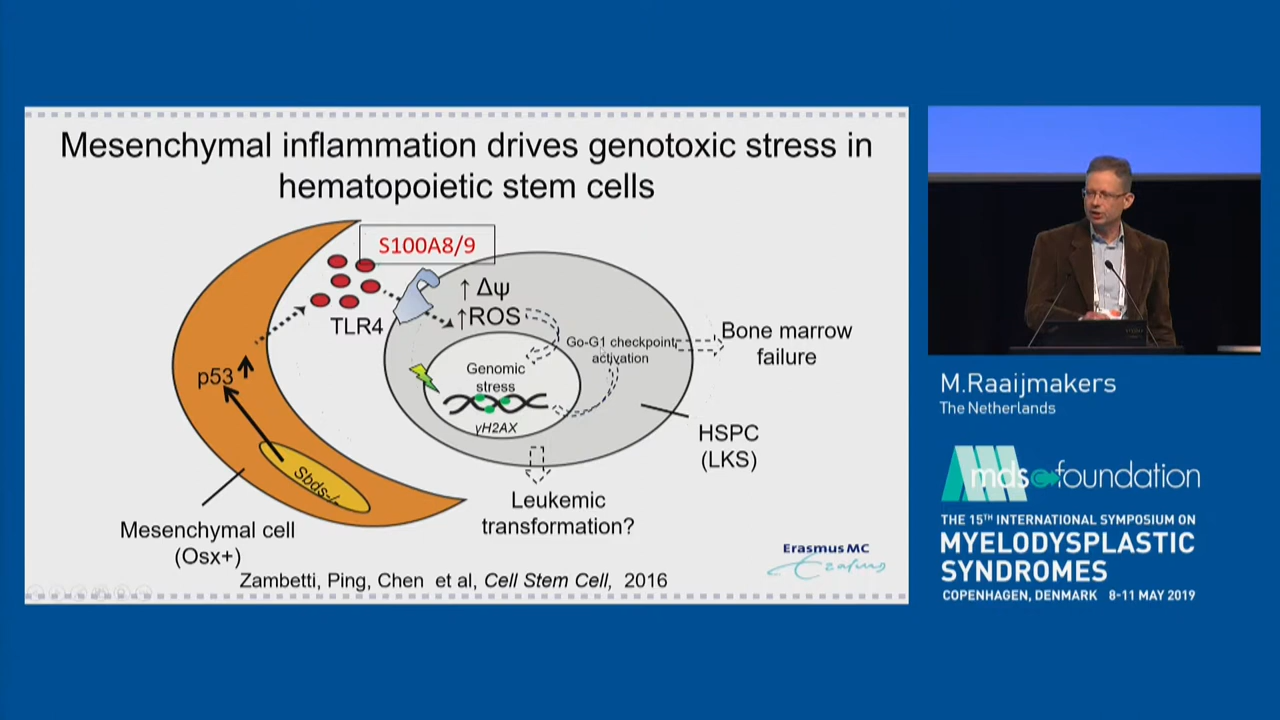 Mesenchymal inflammation drives genotoxic stress in
hematopoietic stem cells
S100A8/9
TLR4
↑ Δψ
↑ROS
Go-G1 checkpoint
activation
Bone marrow
failure
p53
Genomic
stress
γH2AX
HSPC
(LKS)
Sbds-/-
Leukemic
transformation?
Mesenchymal cell
(Osx+)
Zambetti, Ping, Chen et al, Cell Stem Cell, 2016
Erasmus MC
Erasmus
M.Raaijmakers
The Netherlands
mds foundation
THE 15TH INTERNATIONAL SYMPOSIUM ON
MYELODYSPLASTIC
SYNDROMES
COPENHAGEN, DENMARK 8-11 MAY 2019